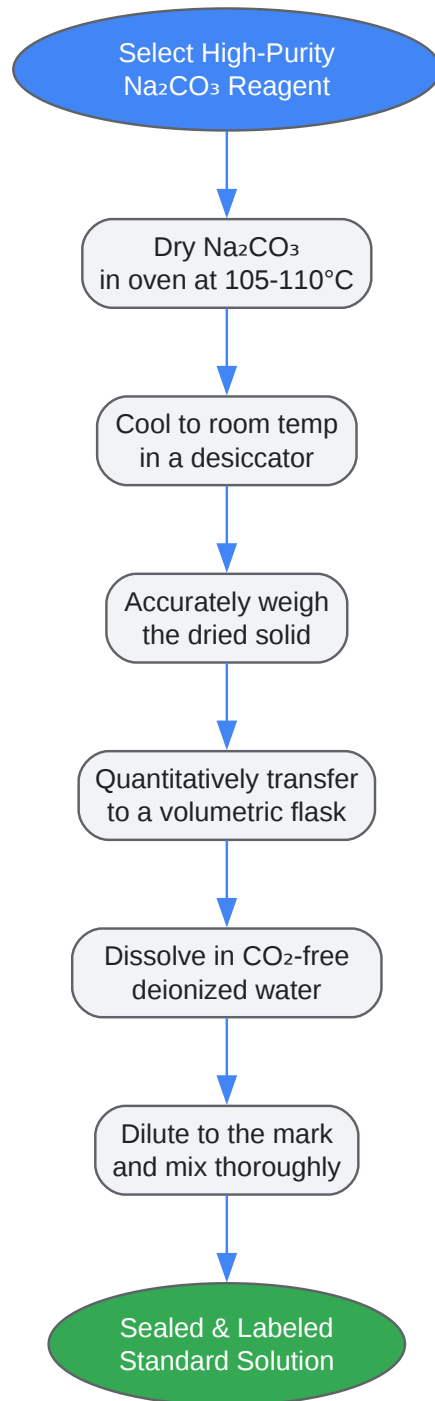 Select High-Purity
Na₂CO₃ Reagent
Dry Na₂CO₃
in oven at 105-110°C
Cool to room temp
in a desiccator
Accurately weigh
the dried solid
Quantitatively transfer
to a volumetric flask
Dissolve in CO₂-free
deionized water
Dilute to the mark
and mix thoroughly
Sealed & Labeled
Standard Solution